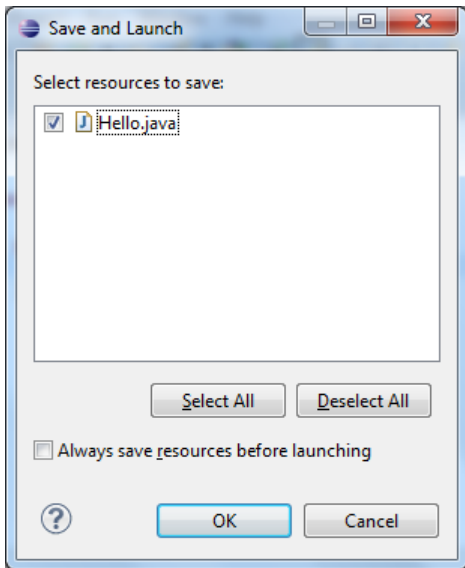 Save and Launch
Select resources to save:
Hello.java
Select All Deselect All
Always save resources before launching
? OK Cancel